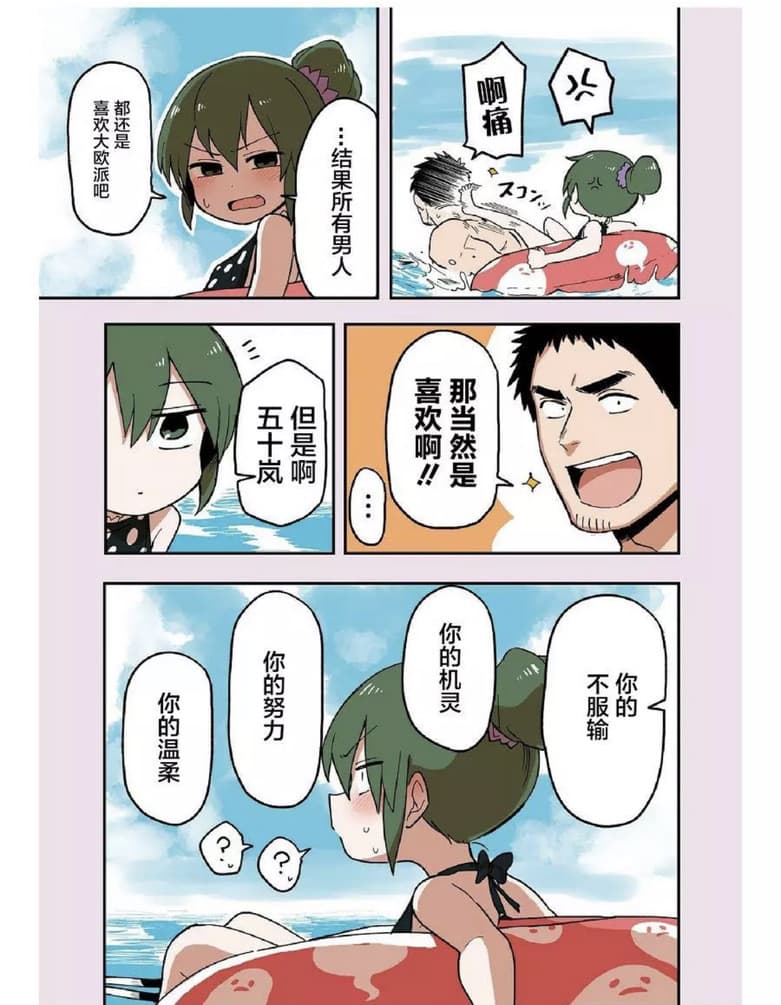 啊痛
スコンッ
…结果所有男人
都还是
喜欢大欧派吧
那当然是
喜欢啊!!
…
但是啊
五十岚
你的
不服输
你的机灵
你的努力
你的温柔
?
?